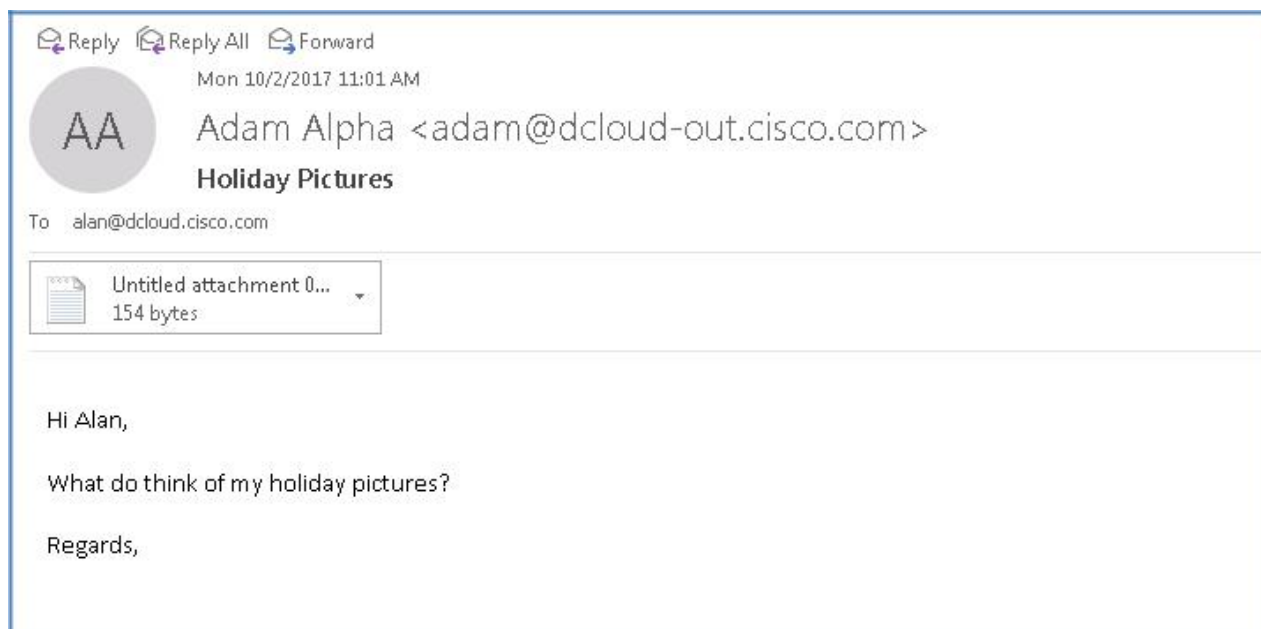 Reply Reply All Forward
Mon 10/2/2017 11:01 AM
AA
Adam Alpha <adam@dcloud-out.cisco.com>
Holiday Pictures
To alan@dcloud.cisco.com
Untitled attachment 0...
154 bytes
Hi Alan,
What do think of my holiday pictures?
Regards,